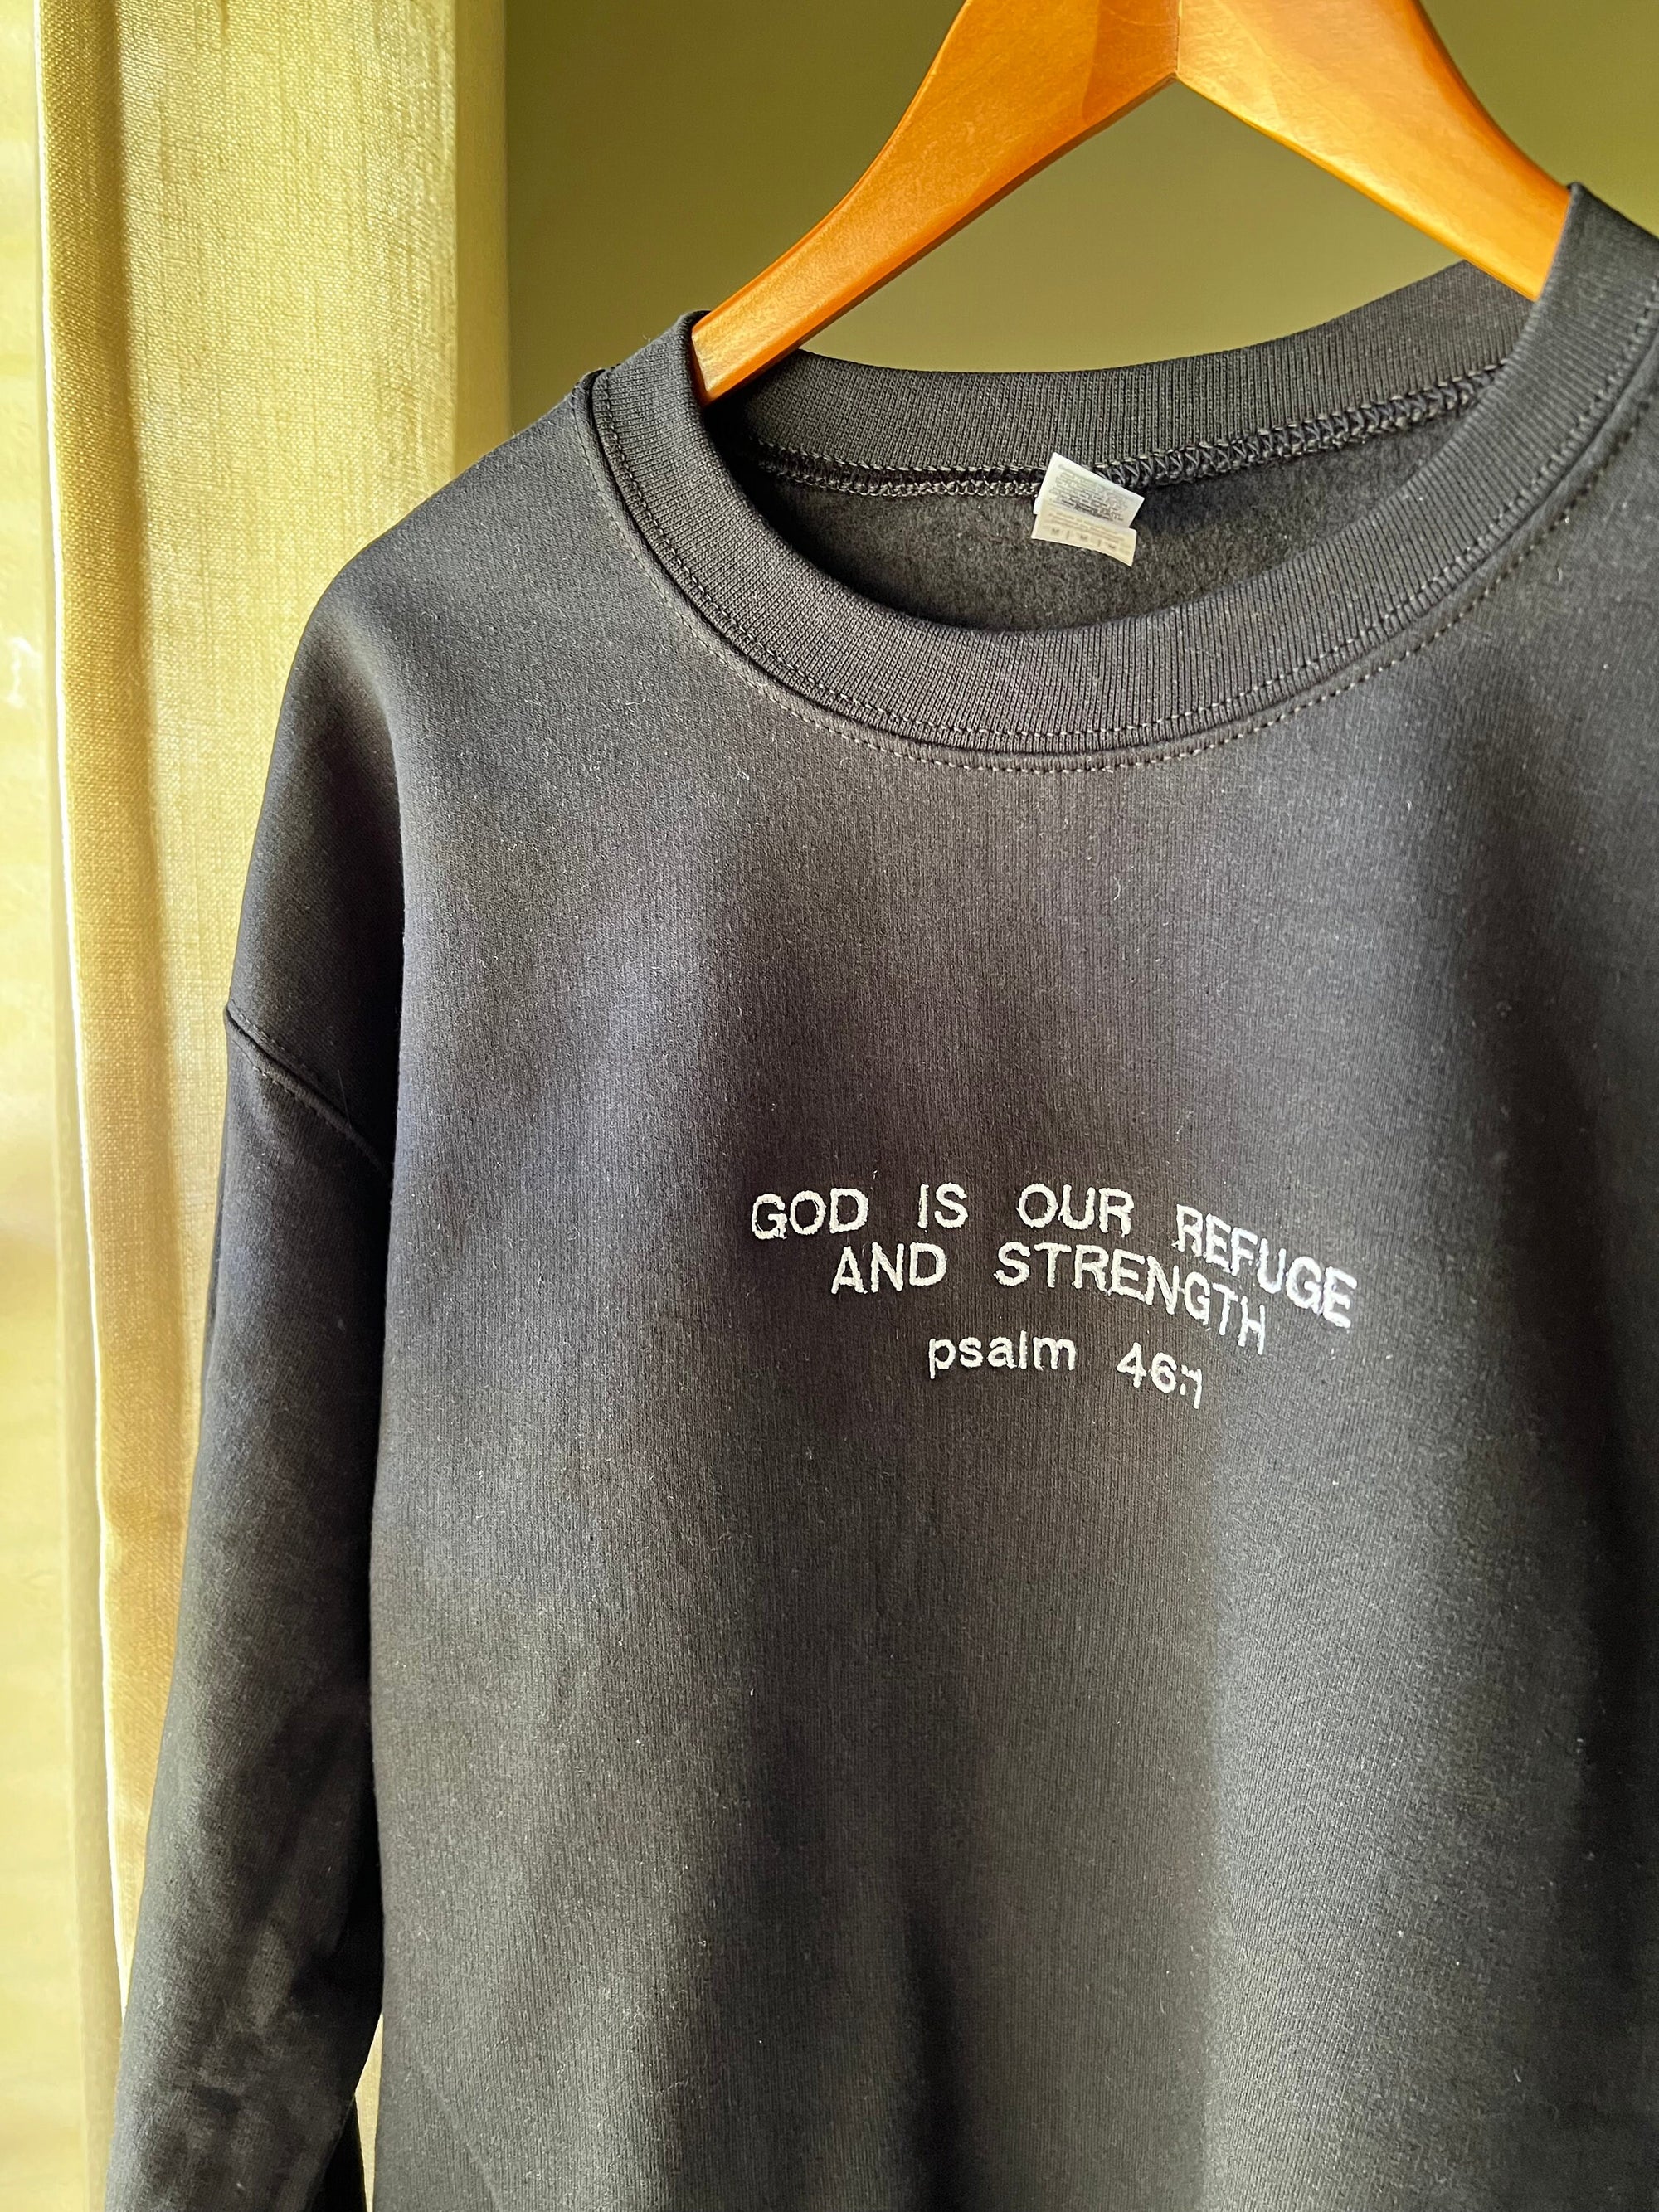 GOD IS OUR REFUGE
AND STRENGTH
psalm 46:1